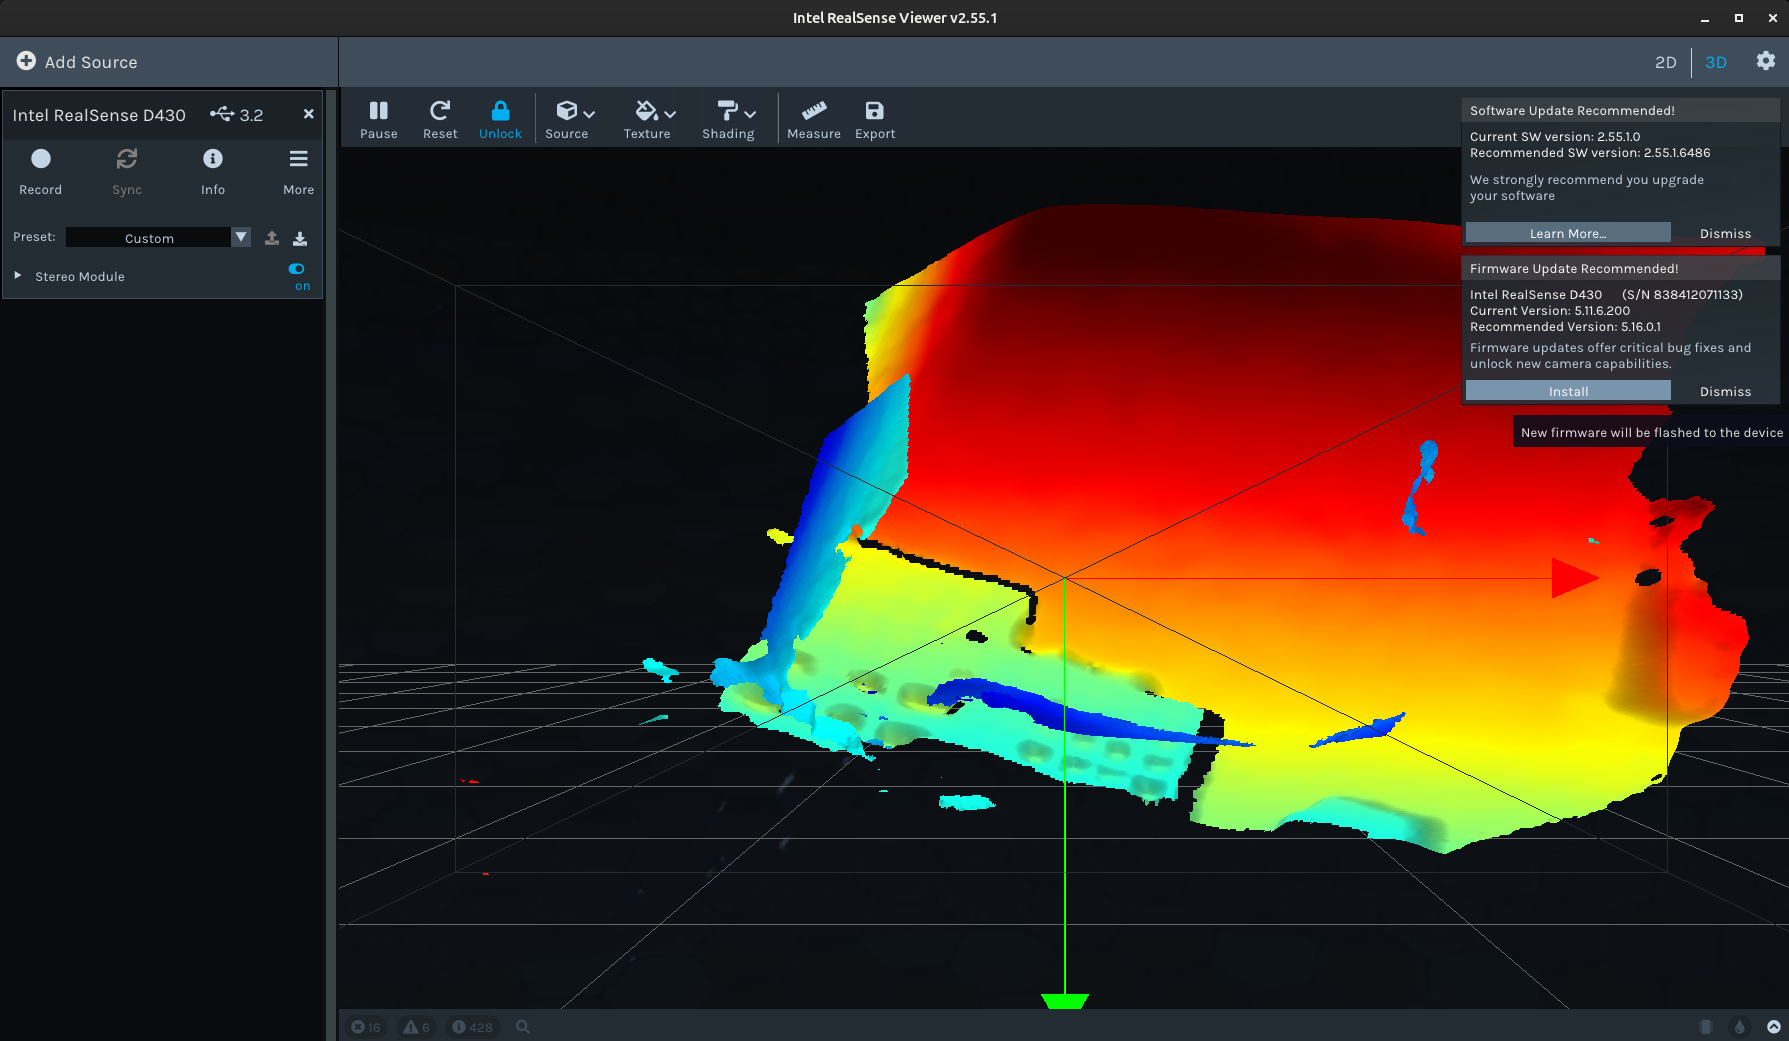 Intel RealSense Viewer v2.55.1
Add Source
2D
3D
Intel RealSense D430
3.2
Record
Sync
Info
More
Preset:
Custom
Stereo Module
on
Pause
Reset
Unlock
Source
Texture
Shading
Measure
Export
Software Update Recommended!
Current SW version: 2.55.1.0
Recommended SW version: 2.55.1.6486
We strongly recommend you upgrade
your software
Learn More...
Dismiss
Firmware Update Recommended!
Intel RealSense D430 (S/N 838412071133)
Current Version: 5.11.6.200
Recommended Version: 5.16.0.1
Firmware updates offer critical bug fixes and
unlock new camera capabilities.
Install
Dismiss
New firmware will be flashed to the device
16
6
428